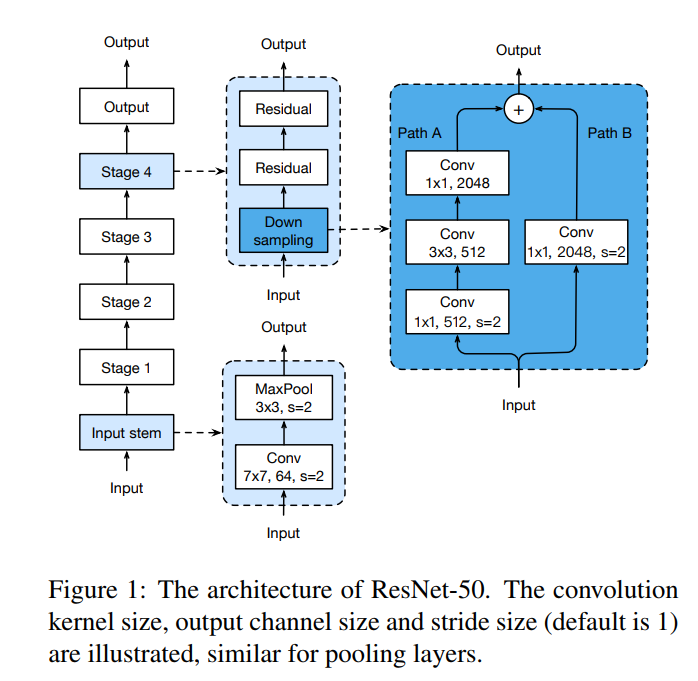 Output
Output
Stage 4
Stage 3
Stage 2
Stage 1
Input stem
Input
Output
Residual
Residual
Down
sampling
Input
Output
MaxPool
3x3, s=2
Conv
7x7, 64, s=2
Input
Output
+
Path A
Path B
Conv
1x1, 2048
Conv
3x3, 512
Conv
1x1, 512, s=2
Conv
1x1, 2048, s=2
Input
Figure 1: The architecture of ResNet-50. The convolution
kernel size, output channel size and stride size (default is 1)
are illustrated, similar for pooling layers.